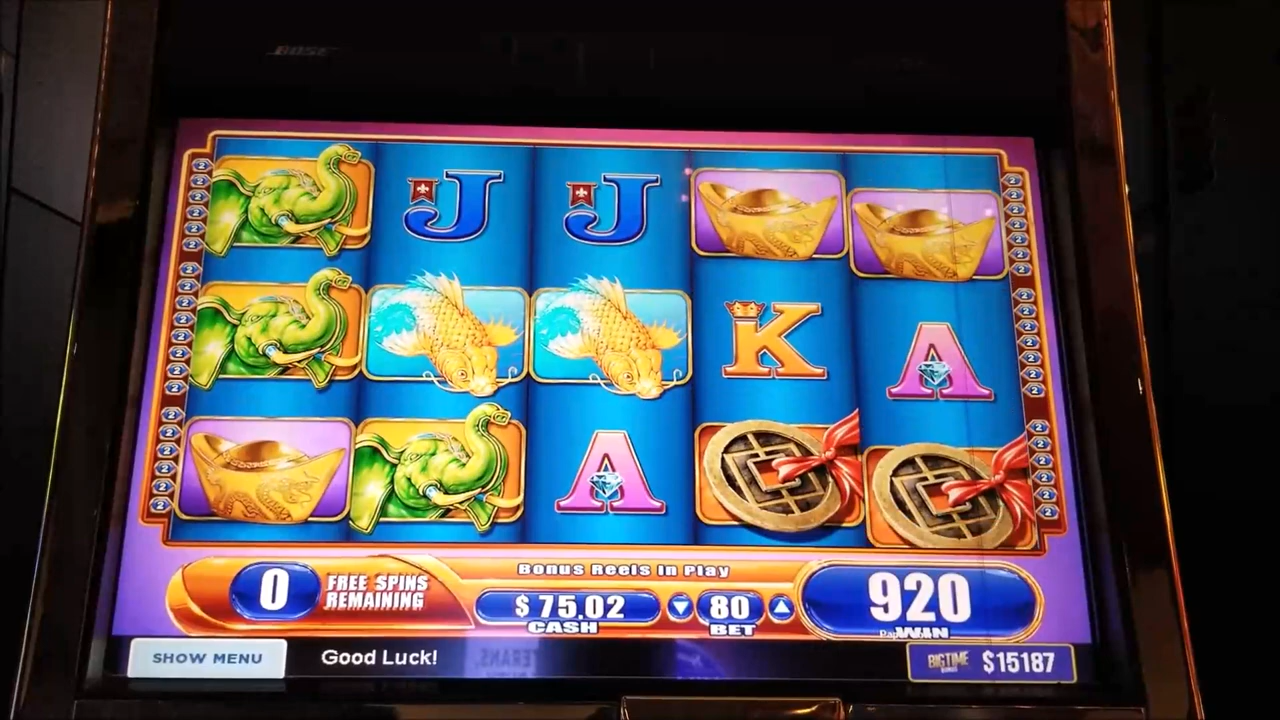 BOSE
J J
K
A
A
0 FREE SPINS
REMAINING
Bonus Reels In Play
$ 75.02
CASH
80
BET
920
WIN
SHOW MENU
Good Luck!
BIGTIME
$15187